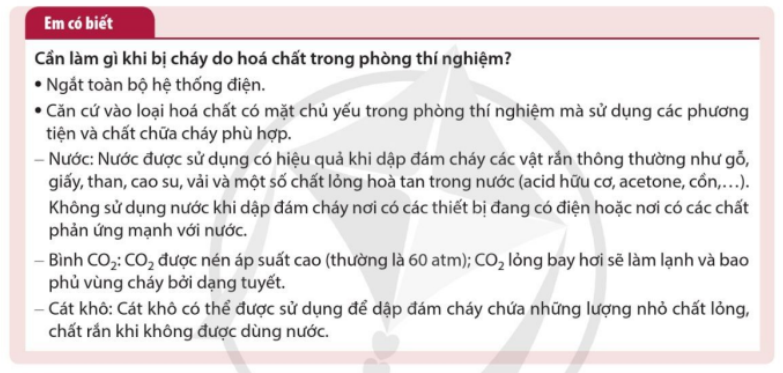 Em có biết
Cần làm gì khi bị cháy do hoá chất trong phòng thí nghiệm?
• Ngắt toàn bộ hệ thống điện.
• Căn cứ vào loại hoá chất có mặt chủ yếu trong phòng thí nghiệm mà sử dụng các phương
tiện và chất chữa cháy phù hợp.
– Nước: Nước được sử dụng có hiệu quả khi dập đám cháy các vật rắn thông thường như gỗ,
giấy, than, cao su, vải và một số chất lỏng hoà tan trong nước (acid hữu cơ, acetone, cồn,…).
Không sử dụng nước khi dập đám cháy nơi có các thiết bị đang có điện hoặc nơi có các chất
phản ứng mạnh với nước.
– Bình CO₂: CO₂ được nén áp suất cao (thường là 60 atm); CO₂ lỏng bay hơi sẽ làm lạnh và bao
phủ vùng cháy bởi dạng tuyết.
– Cát khô: Cát khô có thể được sử dụng để dập đám cháy chứa những lượng nhỏ chất lỏng,
chất rắn khi không được dùng nước.